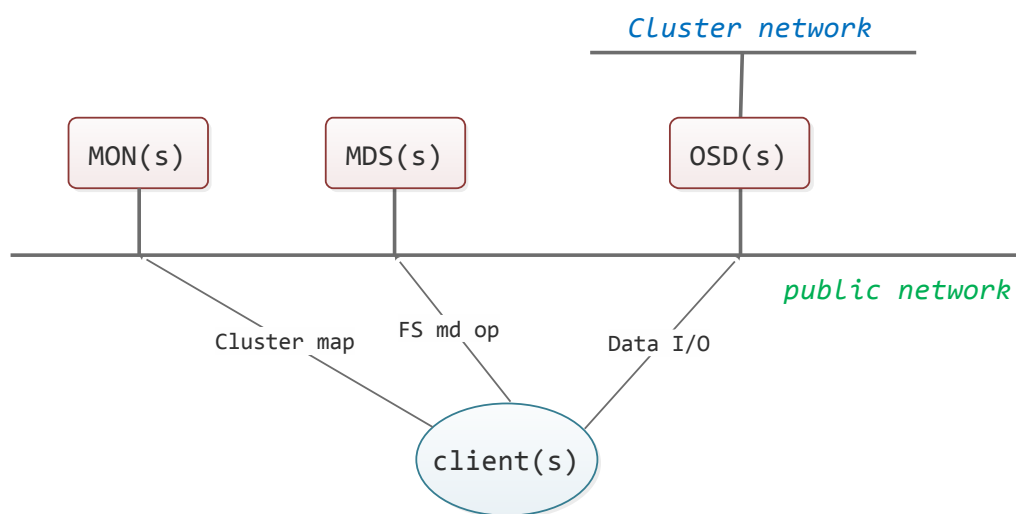 Cluster network
MON(s)
MDS(s)
OSD(s)
public network
Cluster map
FS md op
Data I/O
client(s)